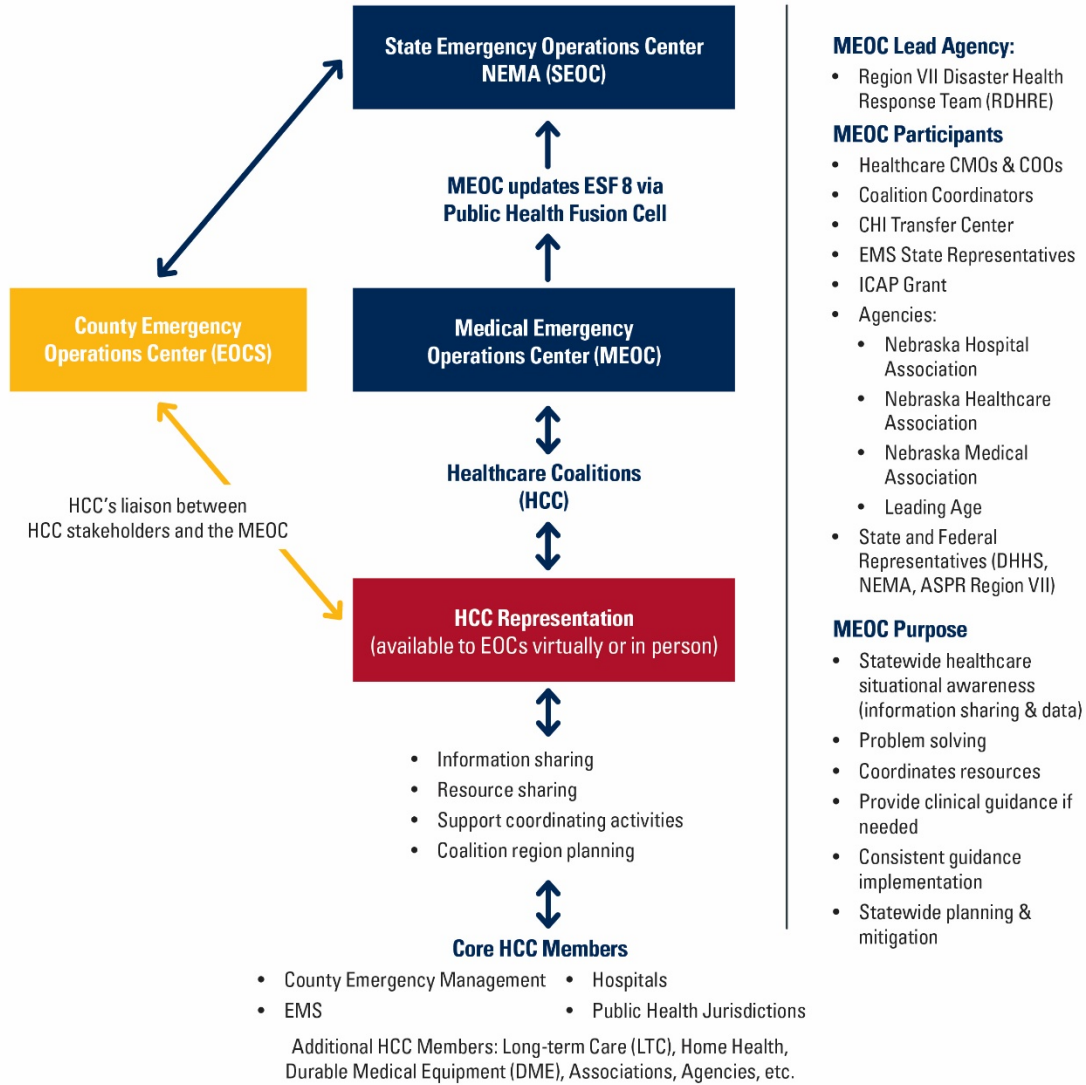 State Emergency Operations Center
NEMA (SEOC)
MEOC updates ESF 8 via
Public Health Fusion Cell
County Emergency
Operations Center (EOCS)
Medical Emergency
Operations Center (MEOC)
Healthcare Coalitions
(HCC)
HCC's liaison between
HCC stakeholders and the MEOC
HCC Representation
(available to EOCs virtually or in person)
• Information sharing
• Resource sharing
• Support coordinating activities
• Coalition region planning
Core HCC Members
• County Emergency Management
• EMS
• Hospitals
• Public Health Jurisdictions
Additional HCC Members: Long-term Care (LTC), Home Health,
Durable Medical Equipment (DME), Associations, Agencies, etc.
MEOC Lead Agency:
• Region VII Disaster Health
Response Team (RDHRE)
MEOC Participants
• Healthcare CMOs & COOs
• Coalition Coordinators
• CHI Transfer Center
• EMS State Representatives
• ICAP Grant
• Agencies:
• Nebraska Hospital
Association
• Nebraska Healthcare
Association
• Nebraska Medical
Association
• Leading Age
• State and Federal
Representatives (DHHS,
NEMA, ASPR Region VII)
MEOC Purpose
• Statewide healthcare
situational awareness
(information sharing & data)
• Problem solving
• Coordinates resources
• Provide clinical guidance if
needed
• Consistent guidance
implementation
• Statewide planning &
mitigation